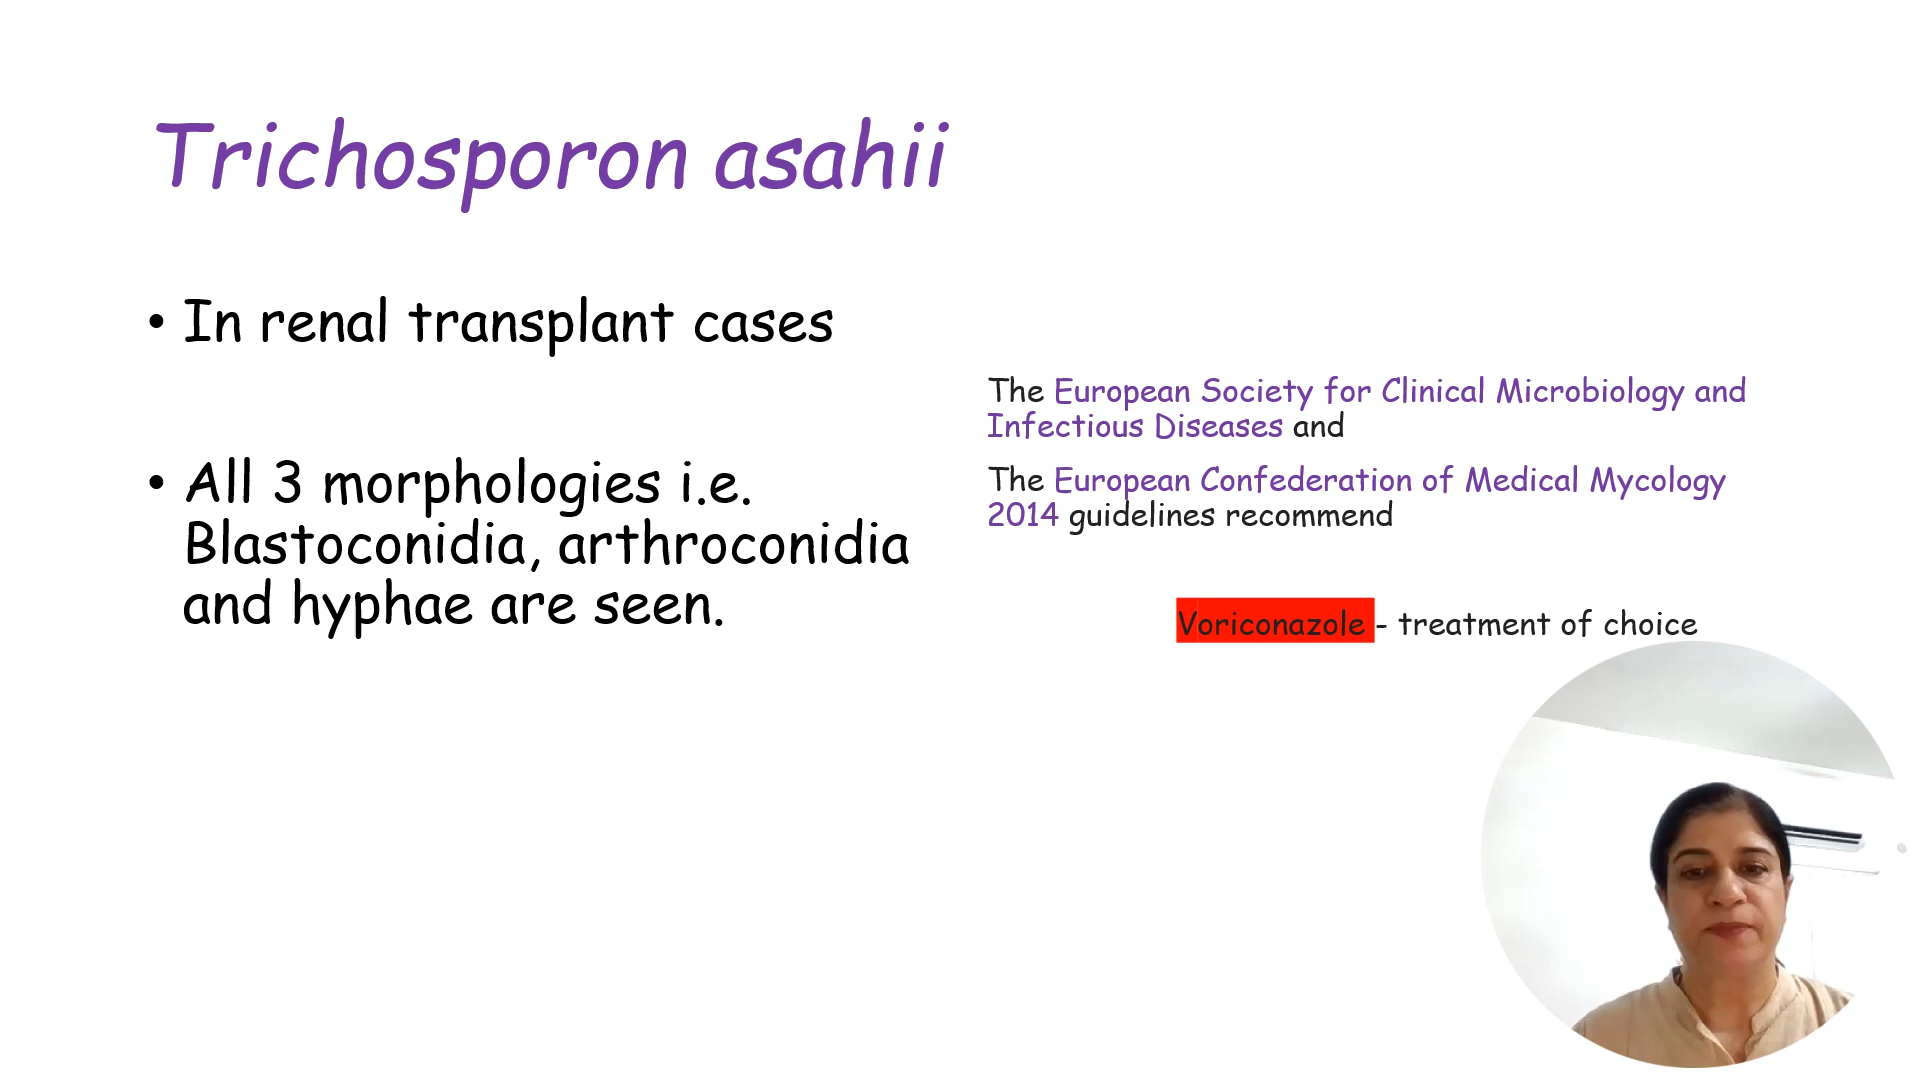 Trichosporon asahii
• In renal transplant cases
• All 3 morphologies i.e.
Blastoconidia, arthroconidia
and hyphae are seen.
The European Society for Clinical Microbiology and
Infectious Diseases and
The European Confederation of Medical Mycology
2014 guidelines recommend
Voriconazole - treatment of choice